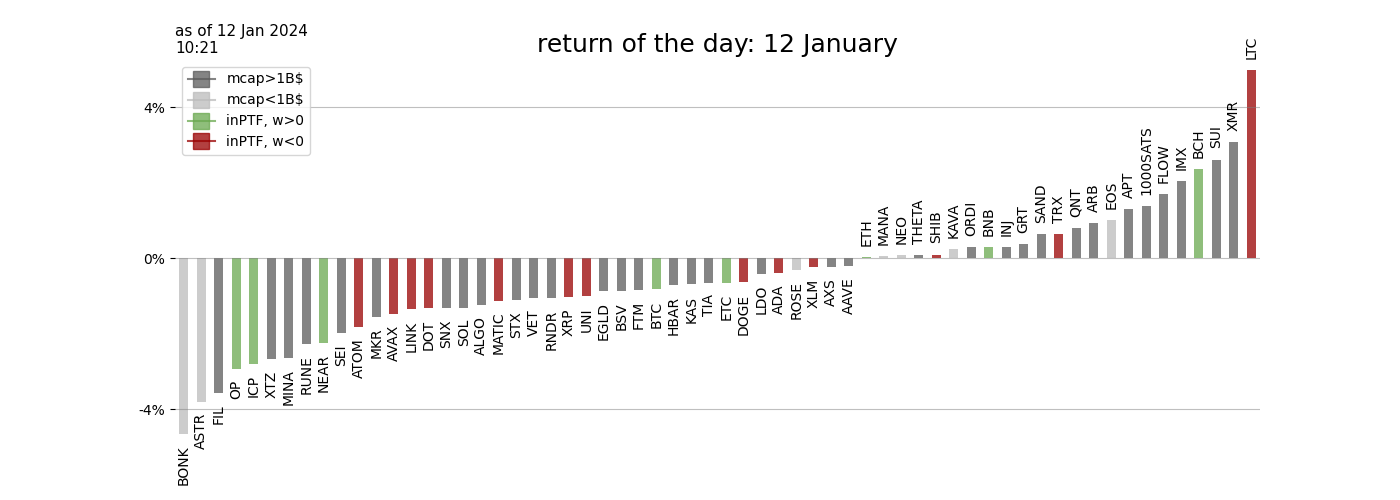 as of 12 Jan 2024
10:21
return of the day: 12 January
mcap>1B$
mcap<1B$
inPTF, w>0
inPTF, w<0
4%
0%
-4%
BONK
ASTR
FIL
OP
ICP
XTZ
MINA
RUNE
NEAR
SEI
ATOM
MKR
AVAX
LINK
DOT
SNX
SOL
ALGO
MATIC
STX
VET
RNDR
XRP
UNI
EGLD
BSV
FTM
BTC
HBAR
KAS
TIA
ETC
DOGE
LDO
ADA
ROSE
XLM
AXS
AAVE
ETH
MANA
NEO
THETA
SHIB
KAVA
ORDI
BNB
INJ
GRT
SAND
TRX
QNT
ARB
EOS
APT
1000SATS
FLOW
IMX
BCH
SUI
XMR
LTC